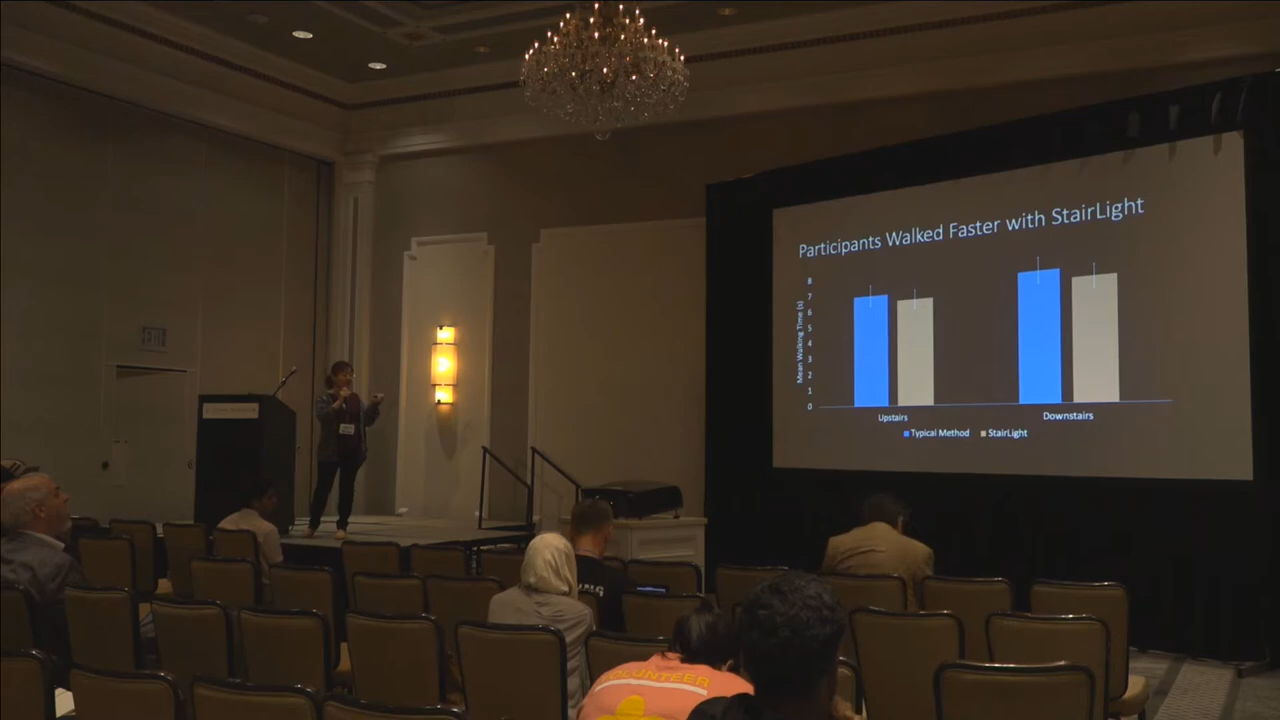 Participants Walked Faster with StairLight
Mean Walking Time (s)
8
7
6
5
4
3
2
1
0
Upstairs
Downstairs
Typical Method
StairLight
EXIT
VOLUNTEER